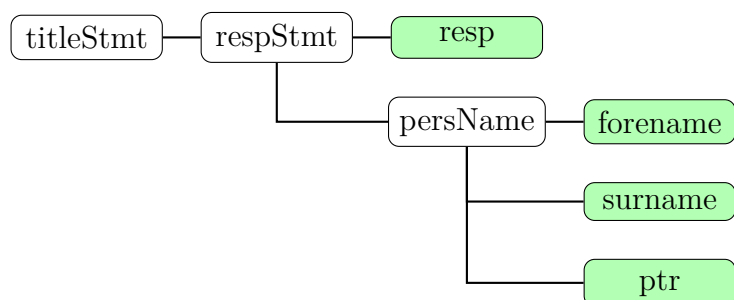 titleStmt respStmt resp
persName forename
surname
ptr